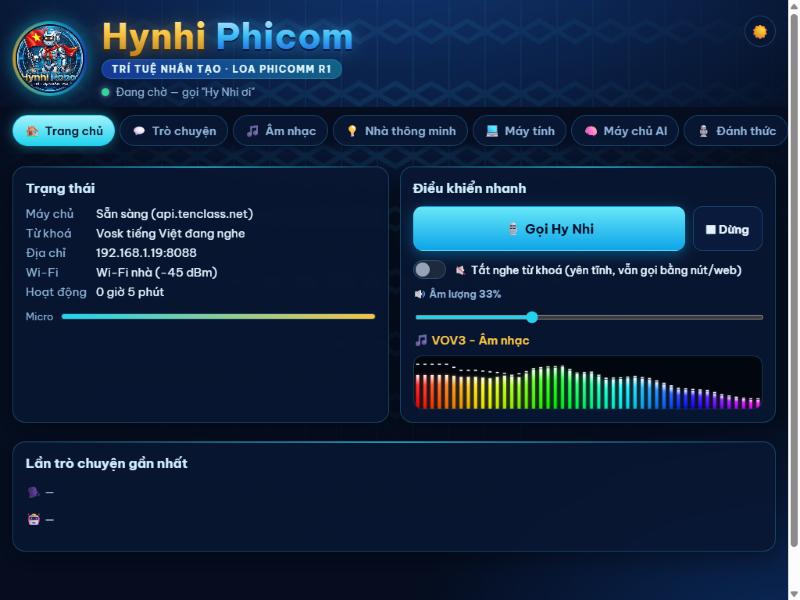 Hynhi Phicom
TRÍ TUỆ NHÂN TẠO · LOA PHICOMM R1
Đang chờ — gọi "Hy Nhi ơi"
Trang chủ
Trò chuyện
Âm nhạc
Nhà thông minh
Máy tính
Máy chủ AI
Đánh thức
Trạng thái
Máy chủ Sẵn sàng (api.tenclass.net)
Từ khoá Vosk tiếng Việt đang nghe
Địa chỉ 192.168.1.19:8088
Wi-Fi Wi-Fi nhà (-45 dBm)
Hoạt động 0 giờ 5 phút
Micro
Điều khiển nhanh
Gọi Hy Nhi
Dừng
Tắt nghe từ khoá (yên tĩnh, vẫn gọi bằng nút/web)
Âm lượng 33%
VOV3 - Âm nhạc
Lần trò chuyện gần nhất
—
—